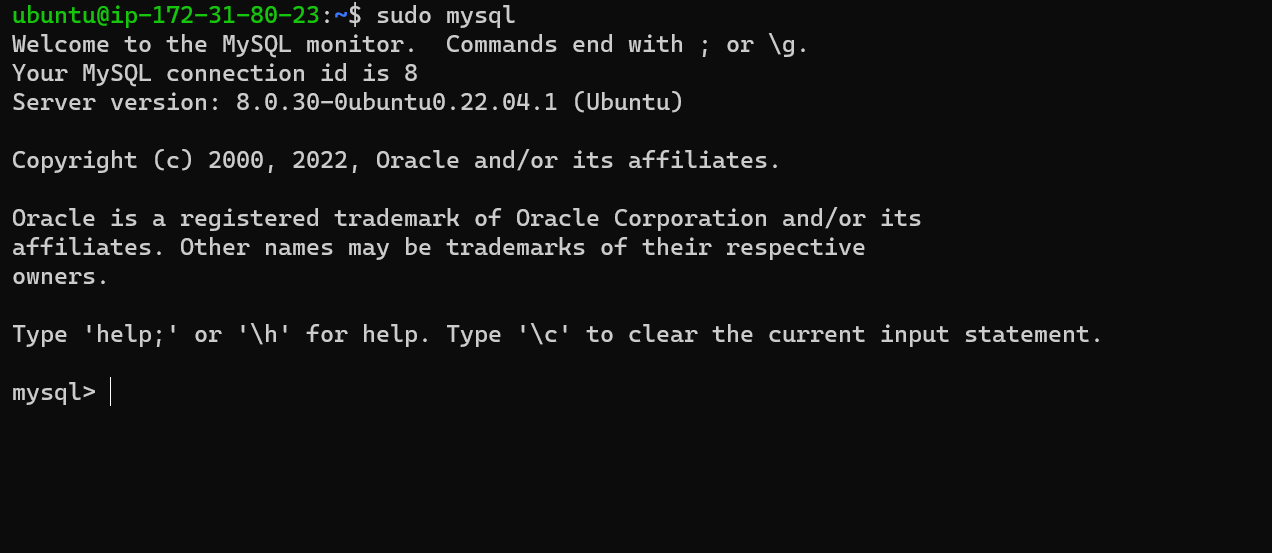 ubuntu@ip-172-31-80-23:~$ sudo mysql
Welcome to the MySQL monitor.  Commands end with ; or \g.
Your MySQL connection id is 8
Server version: 8.0.30-0ubuntu0.22.04.1 (Ubuntu)
Copyright (c) 2000, 2022, Oracle and/or its affiliates.
Oracle is a registered trademark of Oracle Corporation and/or its
affiliates. Other names may be trademarks of their respective
owners.
Type 'help;' or '\h' for help. Type '\c' to clear the current input statement.
mysql>